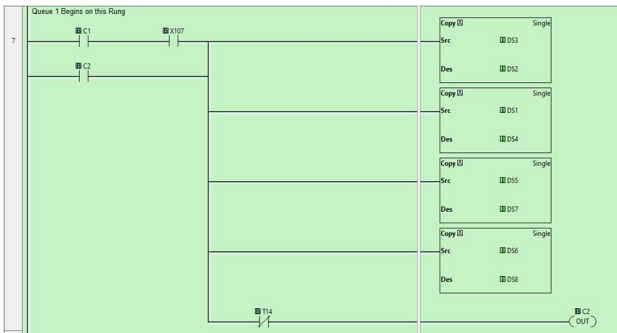 Queue 1 Begins on this Rung
7
C1
X107
Copy Single
Src DS3
Des DS2
C2
Copy Single
Src DS1
Des DS4
Copy Single
Src DS5
Des DS7
Copy Single
Src DS6
Des DS8
T14
C2
OUT